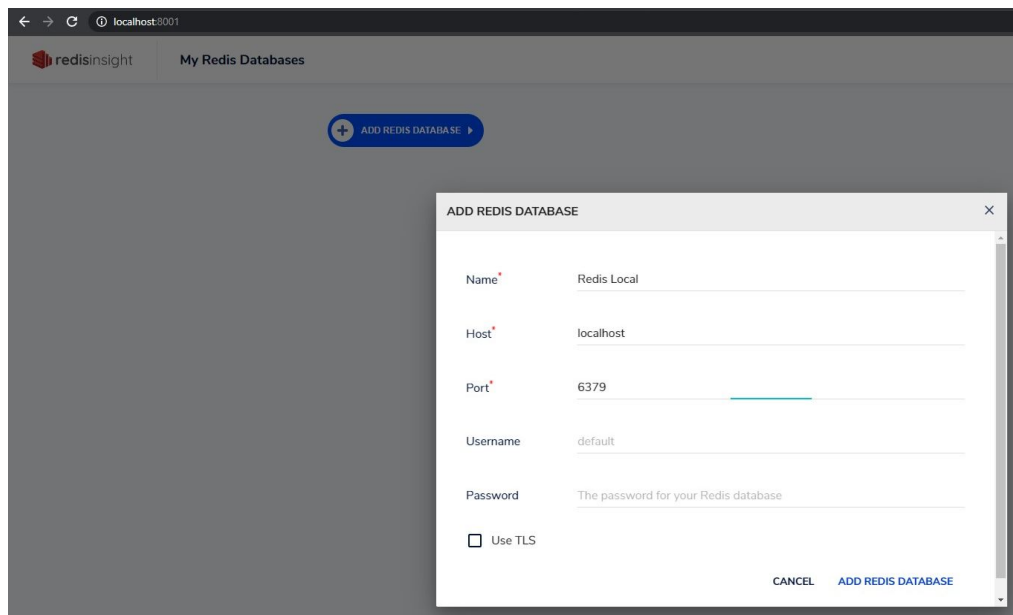 localhost:8001
redisinsight My Redis Databases
ADD REDIS DATABASE
ADD REDIS DATABASE
Name* Redis Local
Host* localhost
Port* 6379
Username default
Password The password for your Redis database
Use TLS
CANCEL ADD REDIS DATABASE